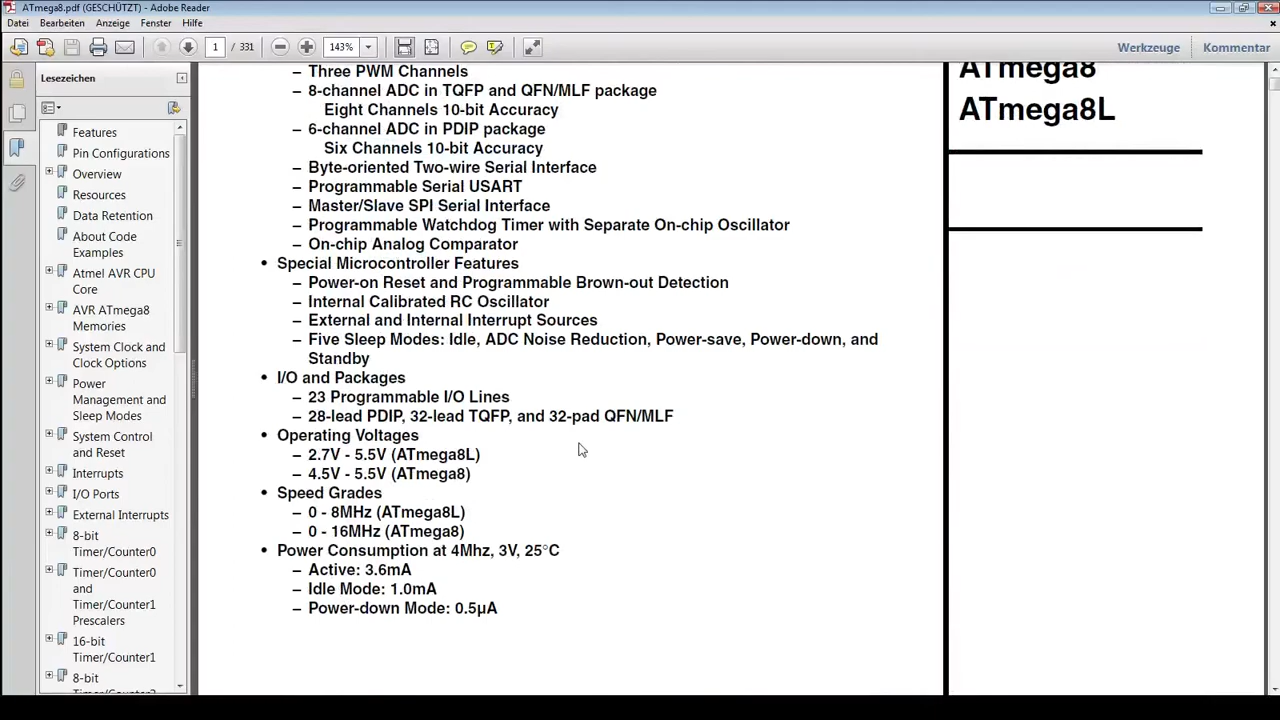 ATmega8.pdf (GESCHÜTZT) - Adobe Reader
Datei Bearbeiten Anzeige Fenster Hilfe
1 / 331 143% Werkzeuge Kommentar
Lesezeichen
Features
Pin Configurations
Overview
Resources
Data Retention
About Code
Examples
Atmel AVR CPU
Core
AVR ATmega8
Memories
System Clock and
Clock Options
Power
Management and
Sleep Modes
System Control
and Reset
Interrupts
I/O Ports
External Interrupts
8-bit
Timer/Counter0
Timer/Counter0
and
Timer/Counter1
Prescalers
16-bit
Timer/Counter1
8-bit
– Three PWM Channels
– 8-channel ADC in TQFP and QFN/MLF package
Eight Channels 10-bit Accuracy
– 6-channel ADC in PDIP package
Six Channels 10-bit Accuracy
– Byte-oriented Two-wire Serial Interface
– Programmable Serial USART
– Master/Slave SPI Serial Interface
– Programmable Watchdog Timer with Separate On-chip Oscillator
– On-chip Analog Comparator
• Special Microcontroller Features
– Power-on Reset and Programmable Brown-out Detection
– Internal Calibrated RC Oscillator
– External and Internal Interrupt Sources
– Five Sleep Modes: Idle, ADC Noise Reduction, Power-save, Power-down, and
Standby
• I/O and Packages
– 23 Programmable I/O Lines
– 28-lead PDIP, 32-lead TQFP, and 32-pad QFN/MLF
• Operating Voltages
– 2.7V - 5.5V (ATmega8L)
– 4.5V - 5.5V (ATmega8)
• Speed Grades
– 0 - 8MHz (ATmega8L)
– 0 - 16MHz (ATmega8)
• Power Consumption at 4Mhz, 3V, 25°C
– Active: 3.6mA
– Idle Mode: 1.0mA
– Power-down Mode: 0.5µA
ATmega8
ATmega8L